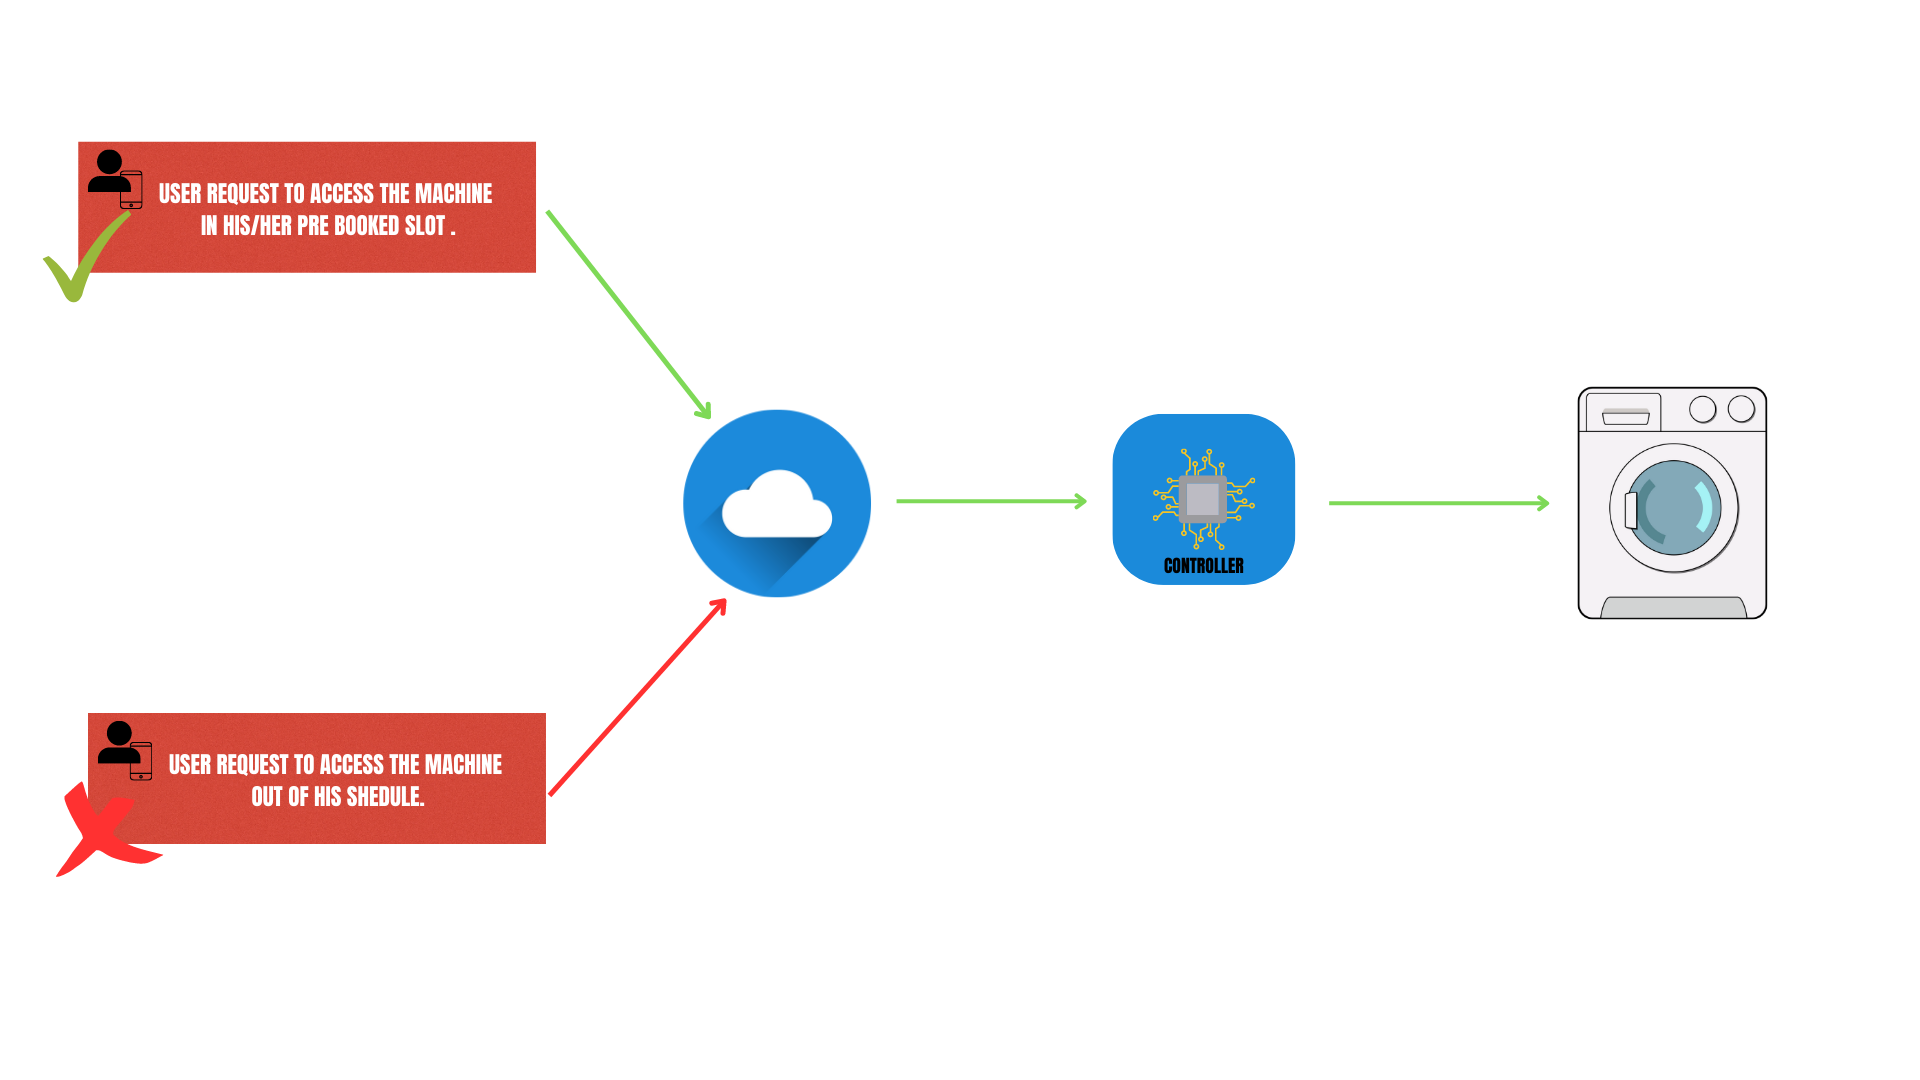 USER REQUEST TO ACCESS THE MACHINE
IN HIS/HER PRE BOOKED SLOT .
CONTROLLER
USER REQUEST TO ACCESS THE MACHINE
OUT OF HIS SHEDULE.